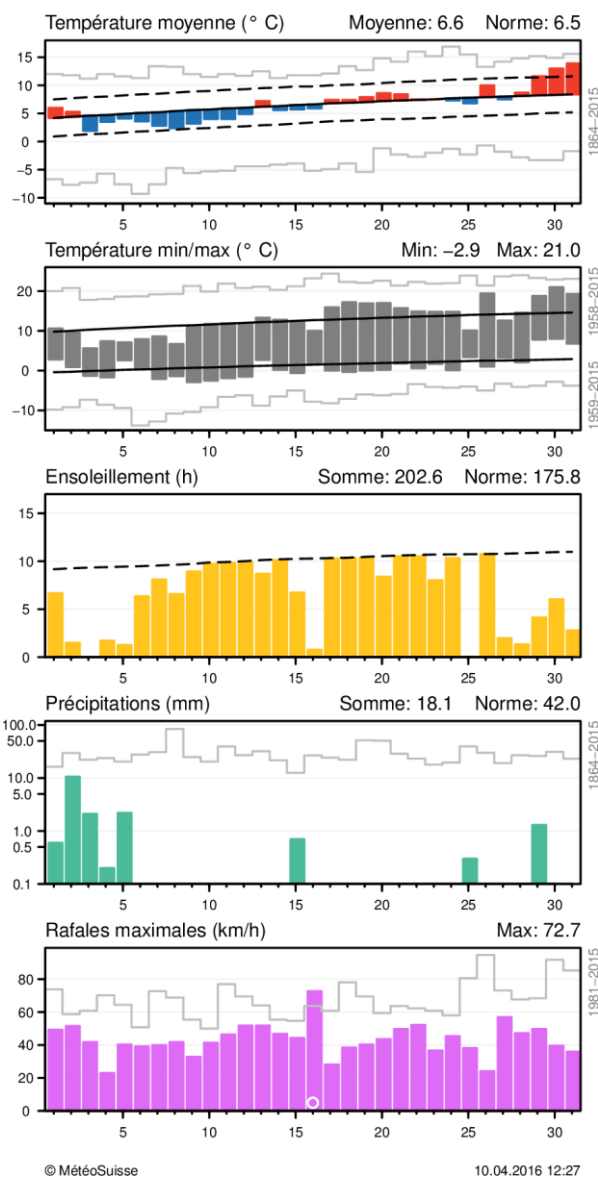 Température moyenne (° C) Moyenne: 6.6 Norme: 6.5
15
10
5
0
−5
−10
1864−2015
5 10 15 20 25 30
Température min/max (° C) Min: −2.9 Max: 21.0
20
10
0
−10
1958−2015
1959−2015
5 10 15 20 25 30
Ensoleillement (h) Somme: 202.6 Norme: 175.8
15
10
5
0
5 10 15 20 25 30
Précipitations (mm) Somme: 18.1 Norme: 42.0
100.0
50.0
10.0
5.0
1.0
0.5
0.1
1864−2015
5 10 15 20 25 30
Rafales maximales (km/h) Max: 72.7
80
60
40
20
0
1981−2015
5 10 15 20 25 30
© MétéoSuisse 10.04.2016 12:27